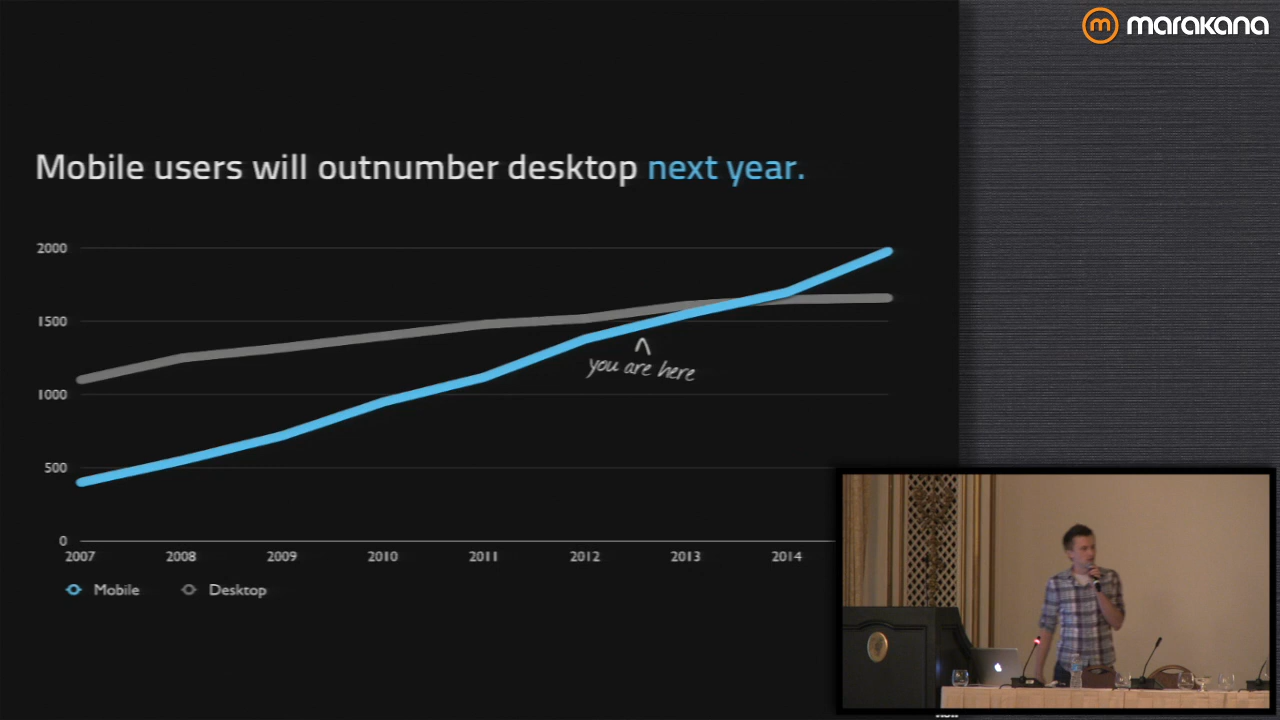 marakana
Mobile users will outnumber desktop next year.
2000
1500
you are here
1000
500
0
2007 2008 2009 2010 2011 2012 2013 2014
Mobile Desktop